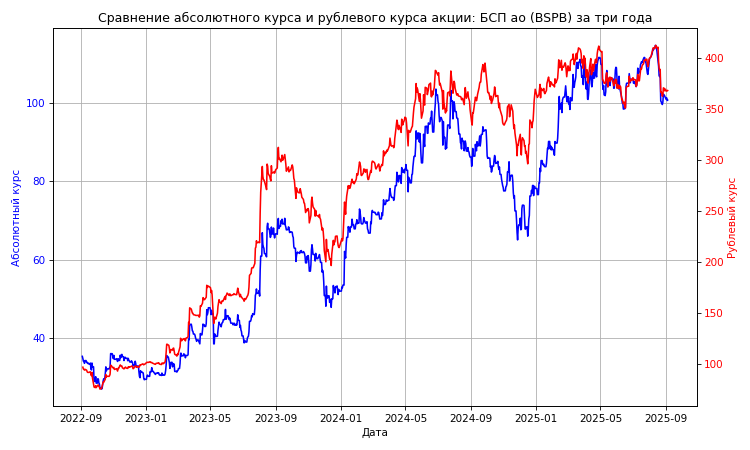 Сравнение абсолютного курса и рублевого курса акции: БСП ао (BSPB) за три года
Абсолютный курс
100
80
60
40
Рублевый курс
400
350
300
250
200
150
100
2022-09 2023-01 2023-05 2023-09 2024-01 2024-05 2024-09 2025-01 2025-05 2025-09
Дата